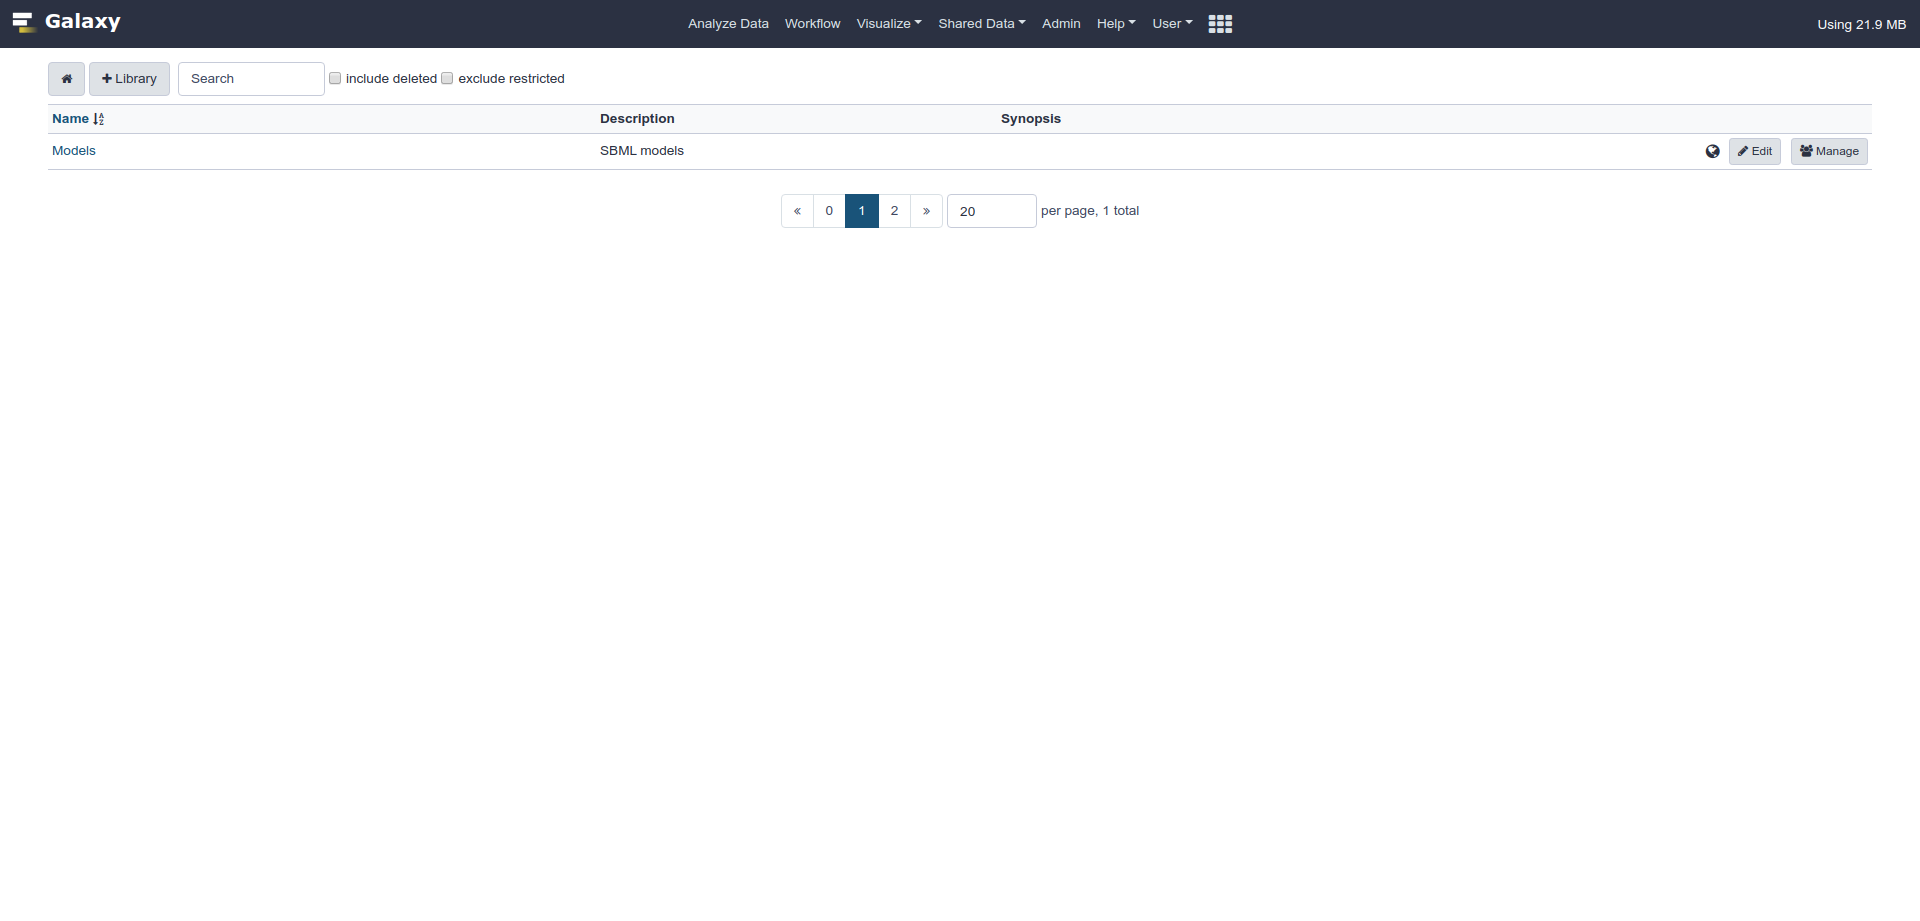 Galaxy Analyze Data Workflow Visualize Shared Data Admin Help User Using 21.9 MB
Library Search include deleted exclude restricted
Name Description Synopsis
Models SBML models Edit Manage
« 0 1 2 » 20 per page, 1 total